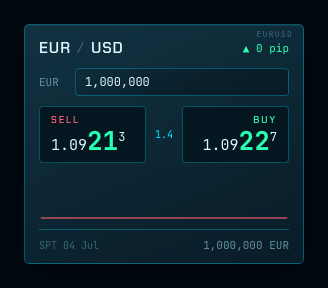 EURUSD
EUR / USD
▲ 0 pip
EUR 1,000,000
SELL BUY
1.09213 1.4 1.09227
SPT 04 Jul 1,000,000 EUR